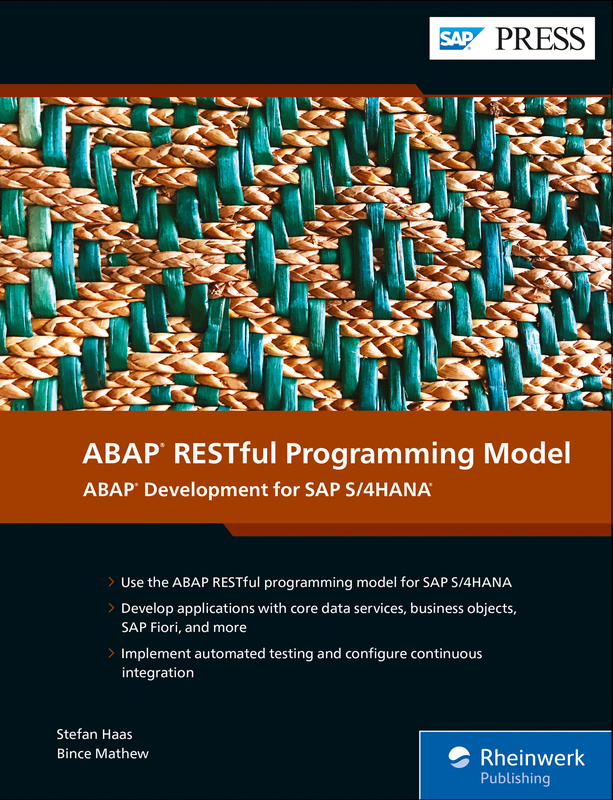 SAP PRESS
ABAP® RESTful Programming Model
ABAP® Development for SAP S/4HANA®
> Use the ABAP RESTful programming model for SAP S/4HANA
> Develop applications with core data services, business objects,
SAP Fiori, and more
> Implement automated testing and configure continuous
integration
Stefan Haas
Bince Mathew
Rheinwerk
Publishing